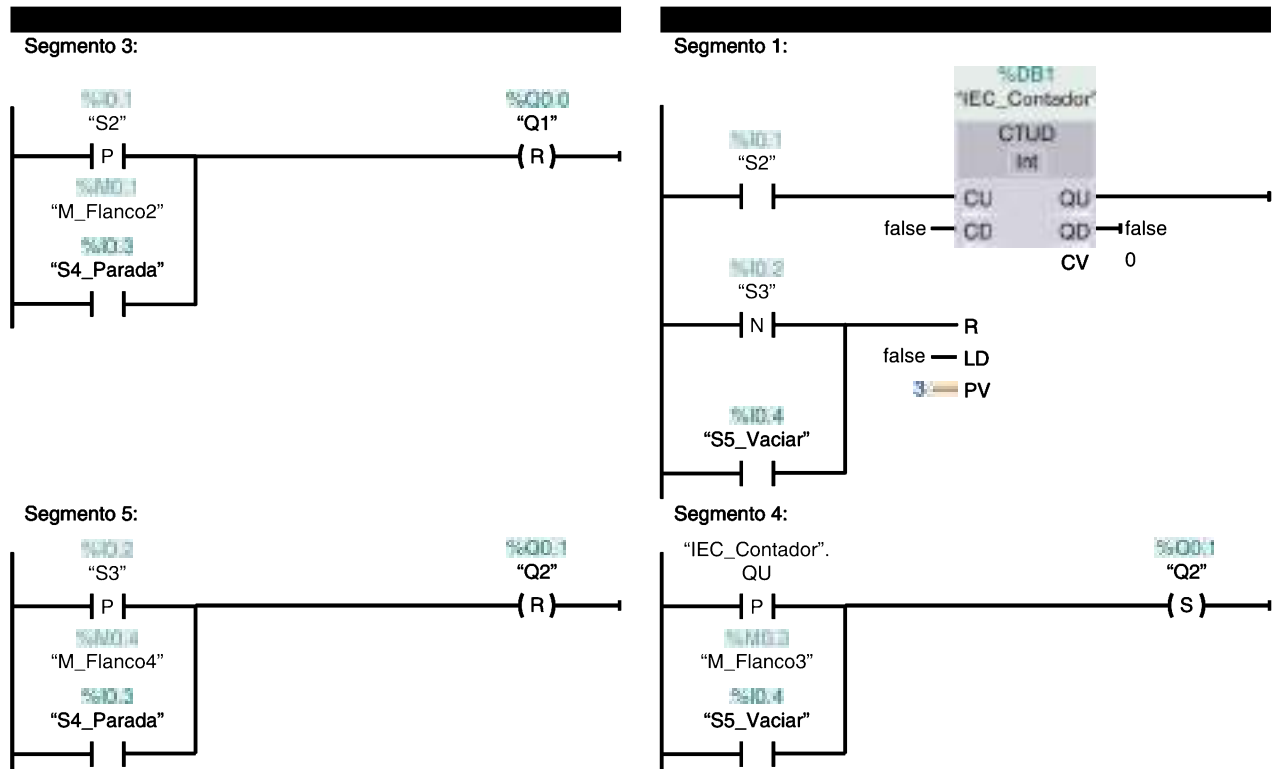 Segmento 3:
%I0.1
“S2”
P
%M0.1
“M_Flanco2”
%I0.3
“S4_Parada”
%Q0.0
“Q1”
R
Segmento 1:
%DB1
"IEC_Contador"
CTUD
Int
%I0.1
“S2”
CU
QU
false
CD
QD
false
CV
0
%I0.2
“S3”
N
R
false
LD
3
PV
%I0.4
“S5_Vaciar”
Segmento 5:
%I0.2
“S3”
P
%M0.4
“M_Flanco4”
%I0.3
“S4_Parada”
%Q0.1
“Q2”
R
Segmento 4:
“IEC_Contador”.
QU
P
%M0.3
“M_Flanco3”
%I0.4
“S5_Vaciar”
%Q0.1
“Q2”
S